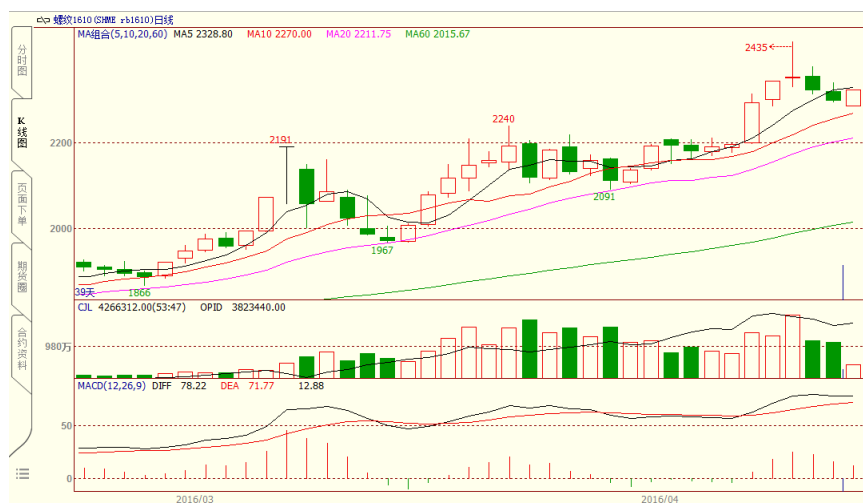 螺纹1610(SHME rb1610)日线
MA组合(5,10,20,60) MA5 2328.80 MA10 2270.00 MA20 2211.75 MA60 2015.67
分时图
K线图
页面下单
期货圈
合约资料
2435
2240
2191
2200
2091
2000
1967
39天
1866
CJL 4266312.00(53:47) OPID 3823440.00
980万
MACD(12,26,9) DIFF 78.22 DEA 71.77 12.88
50
0
2016/03 2016/04